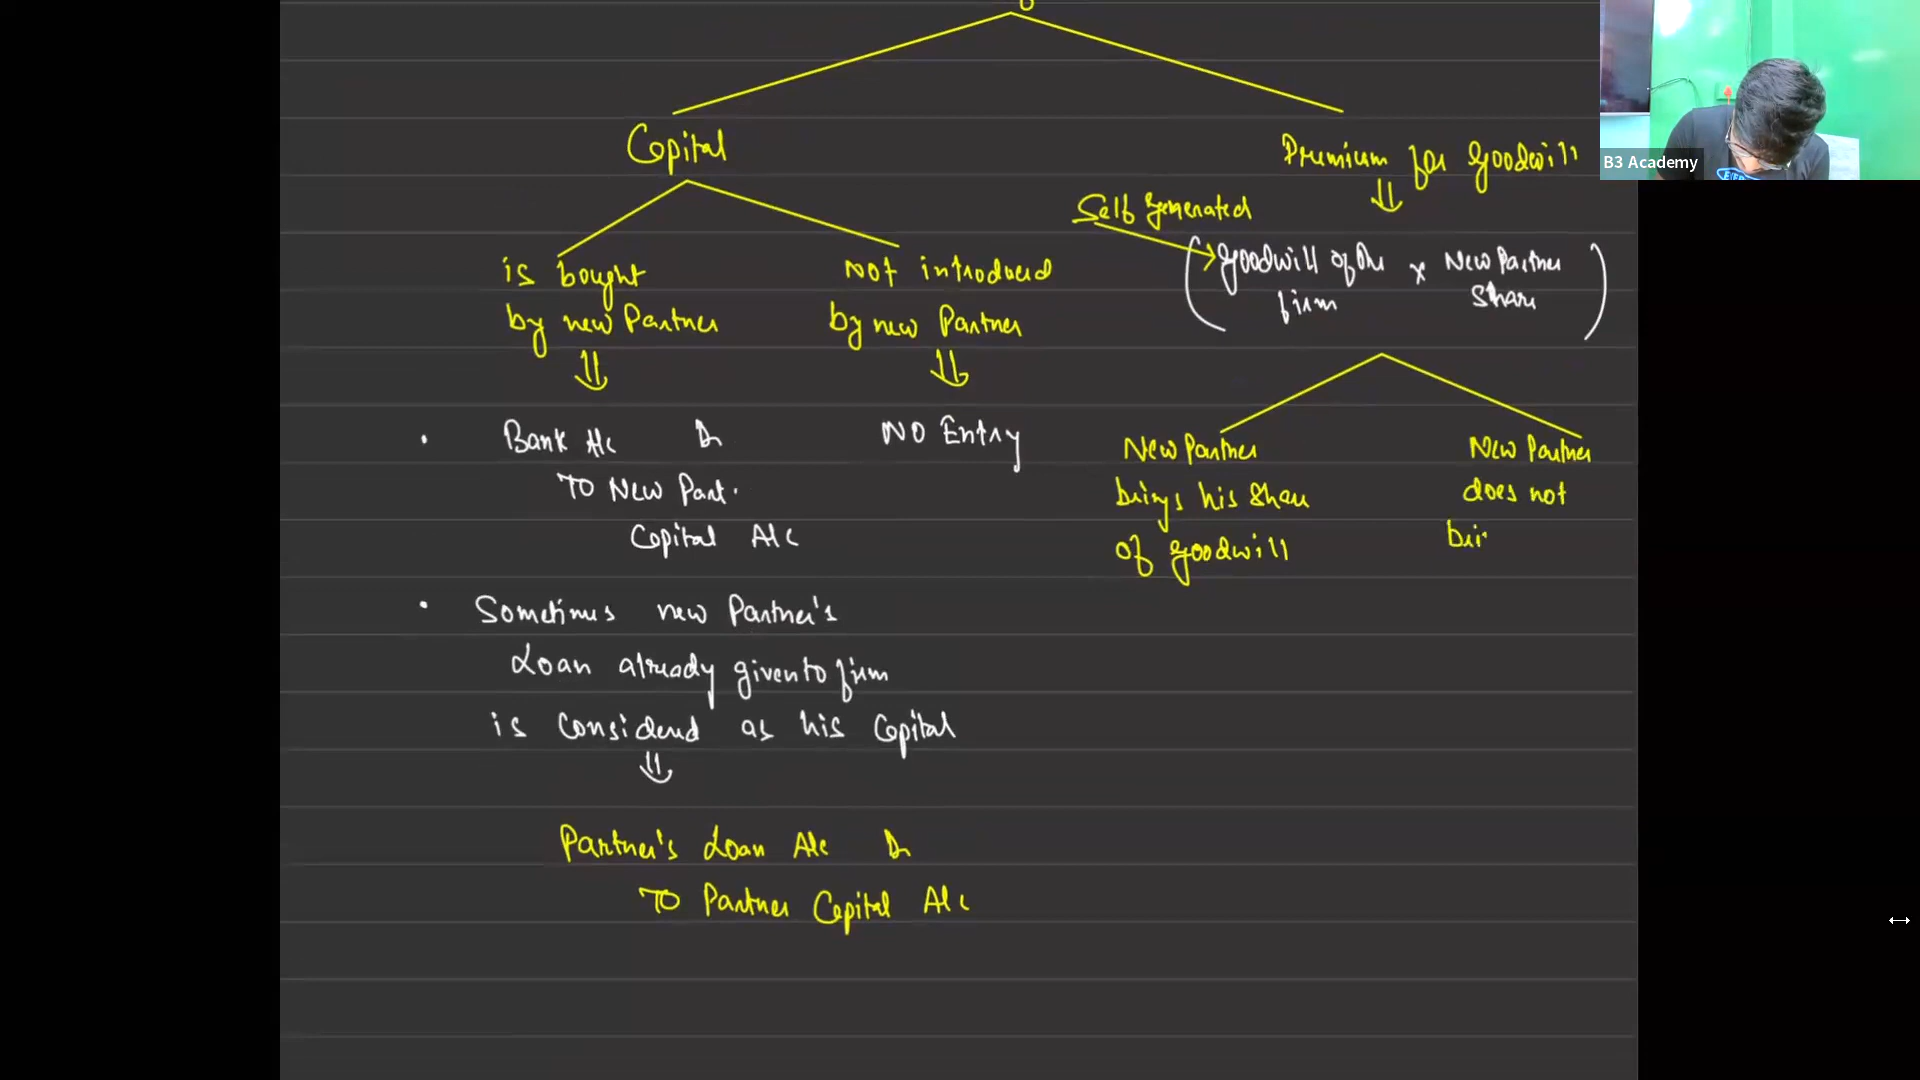 Capital
Premium for Goodwill
B3 Academy
Self Generated
(Goodwill of the firm × New Partner Share)
is bought
by new Partner
Not introduced
by new Partner
Bank A/c Dr
To New Part.
Capital A/c
No Entry
New Partner
brings his Share
of Goodwill
New Partner
does not
bri
• Sometimes new Partner's
Loan already given to firm
is Considered as his Capital
Partner's Loan A/c Dr
To Partner Capital A/c